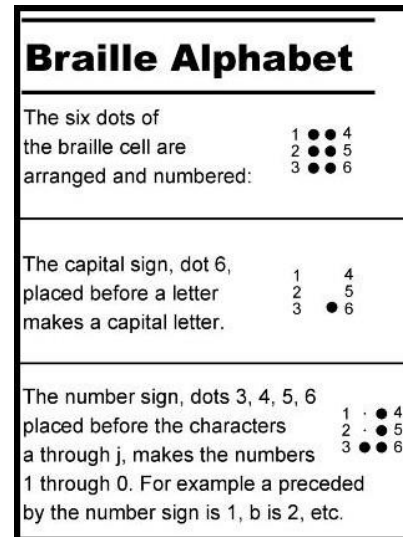 Braille Alphabet
The six dots of
the braille cell are
arranged and numbered:
1 4
2 5
3 6
The capital sign, dot 6,
placed before a letter
makes a capital letter.
1 4
2 5
3 6
The number sign, dots 3, 4, 5, 6
placed before the characters
a through j, makes the numbers
1 through 0. For example a preceded
by the number sign is 1, b is 2, etc.
1 4
2 5
3 6